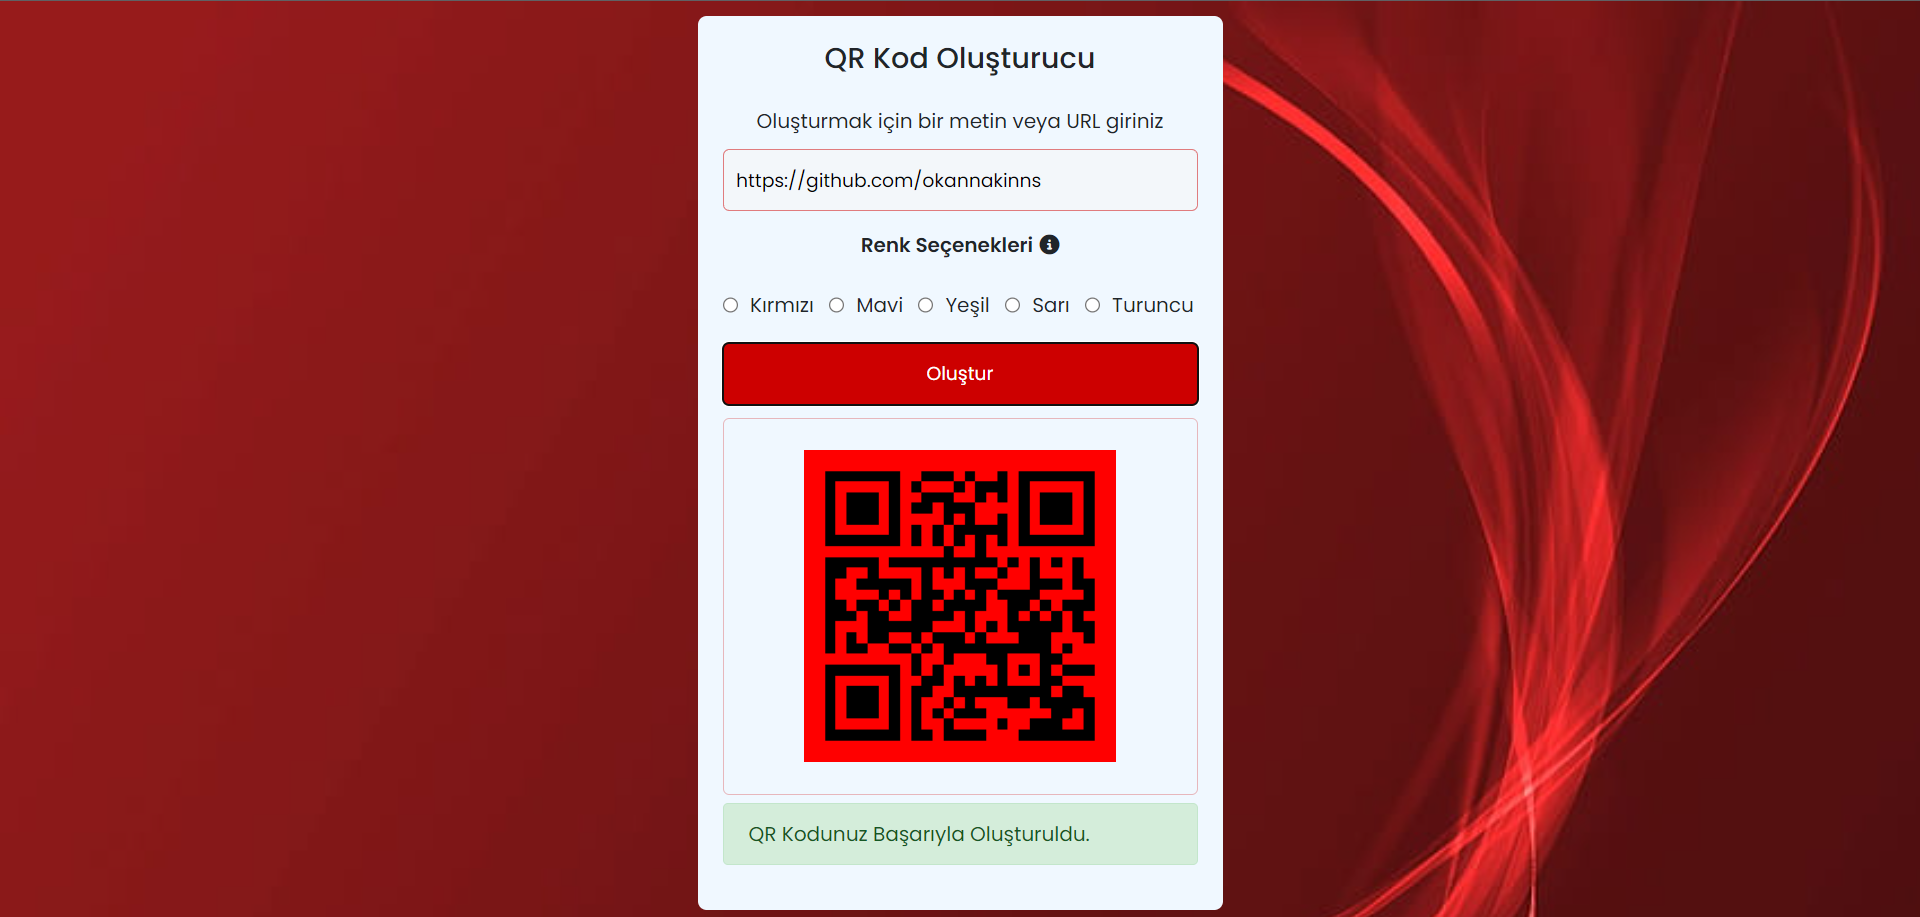 QR Kod Oluşturucu
Oluşturmak için bir metin veya URL giriniz
https://github.com/okannakinns
Renk Seçenekleri
Kırmızı Mavi Yeşil Sarı Turuncu
Oluştur
QR Kodunuz Başarıyla Oluşturuldu.